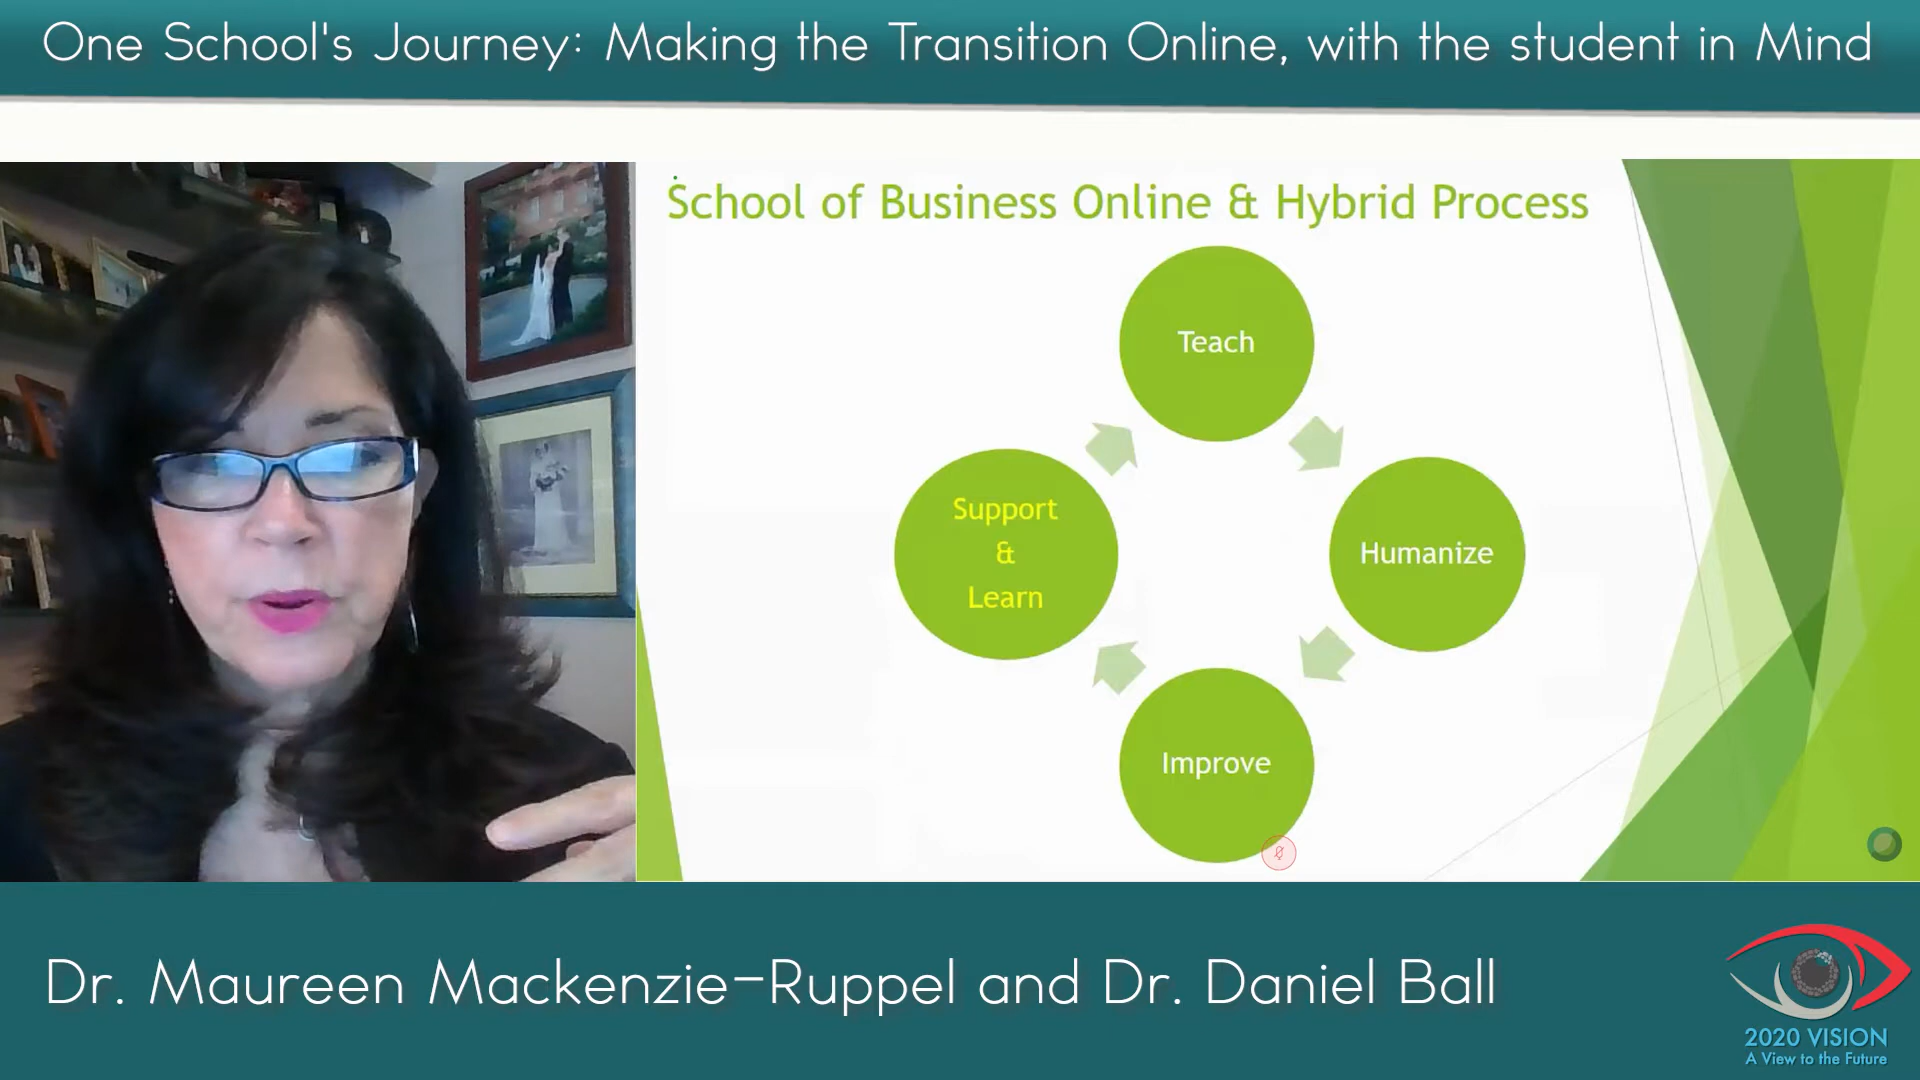 One School's Journey: Making the Transition Online, with the student in Mind
School of Business Online & Hybrid Process
Teach
Support
&
Learn
Humanize
Improve
Dr. Maureen Mackenzie-Ruppel and Dr. Daniel Ball
2020 VISION
A View to the Future